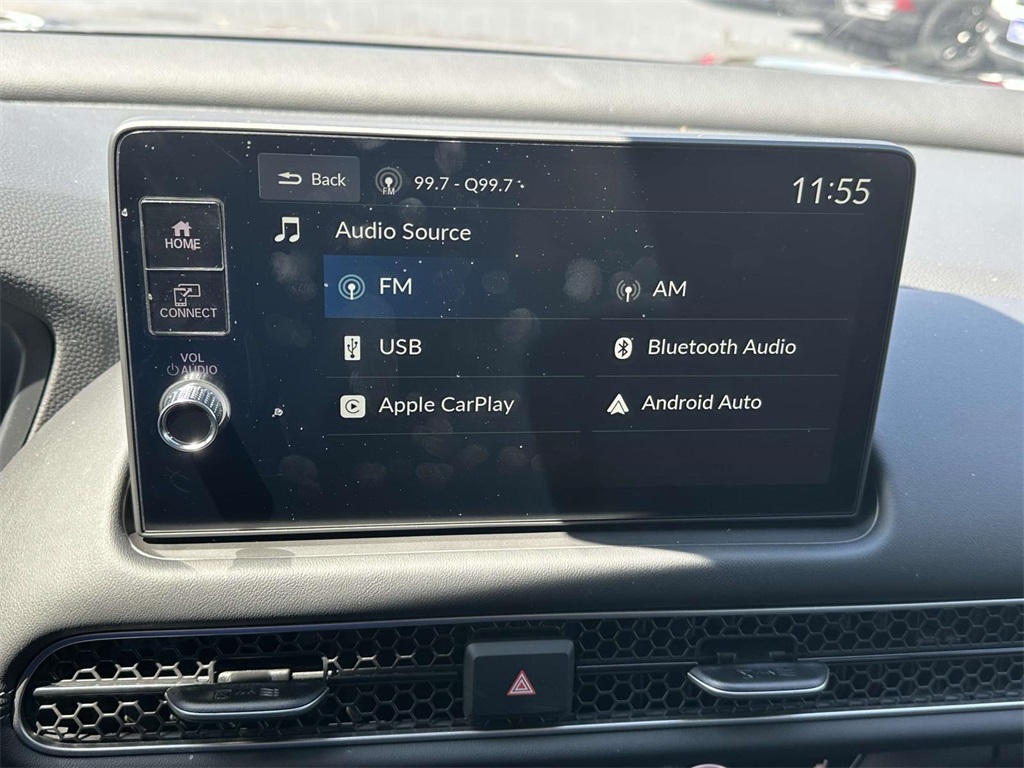 Back
FM
99.7 - Q99.7
11:55
HOME
CONNECT
VOL
AUDIO
Audio Source
FM
AM
USB
Bluetooth Audio
Apple CarPlay
Android Auto